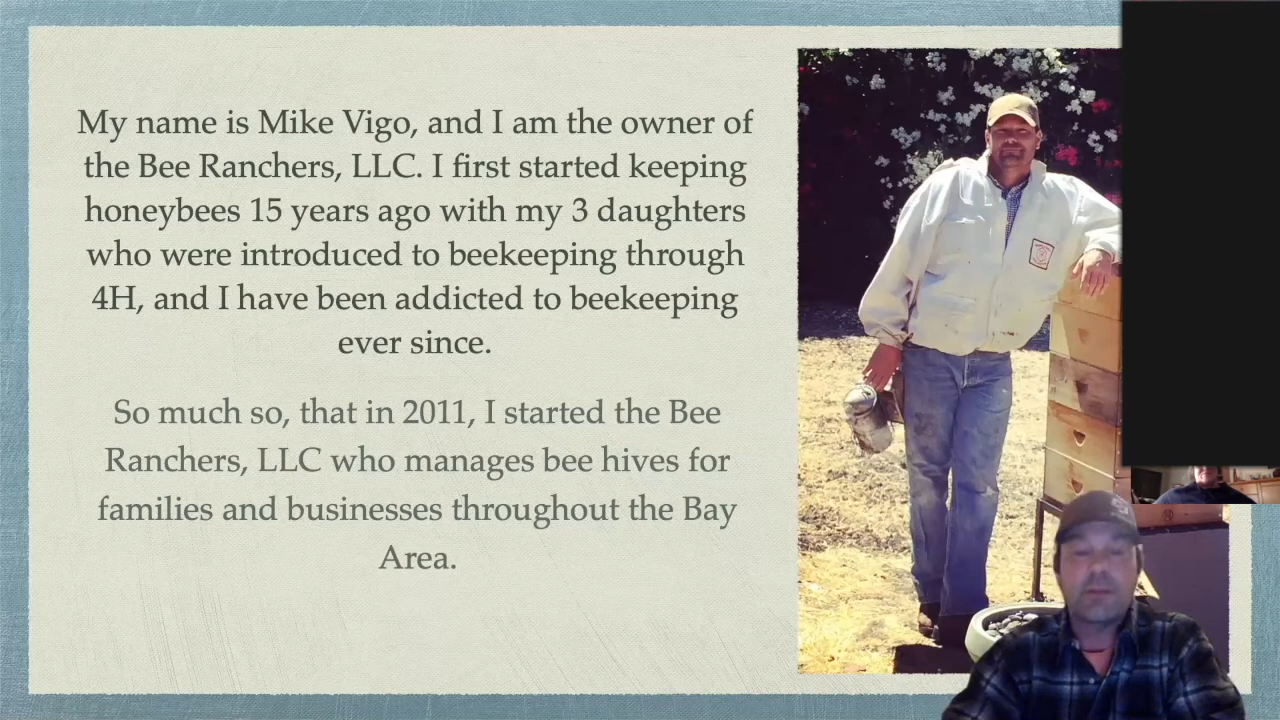 My name is Mike Vigo, and I am the owner of
the Bee Ranchers, LLC. I first started keeping
honeybees 15 years ago with my 3 daughters
who were introduced to beekeeping through
4H, and I have been addicted to beekeeping
ever since.
So much so, that in 2011, I started the Bee
Ranchers, LLC who manages bee hives for
families and businesses throughout the Bay
Area.